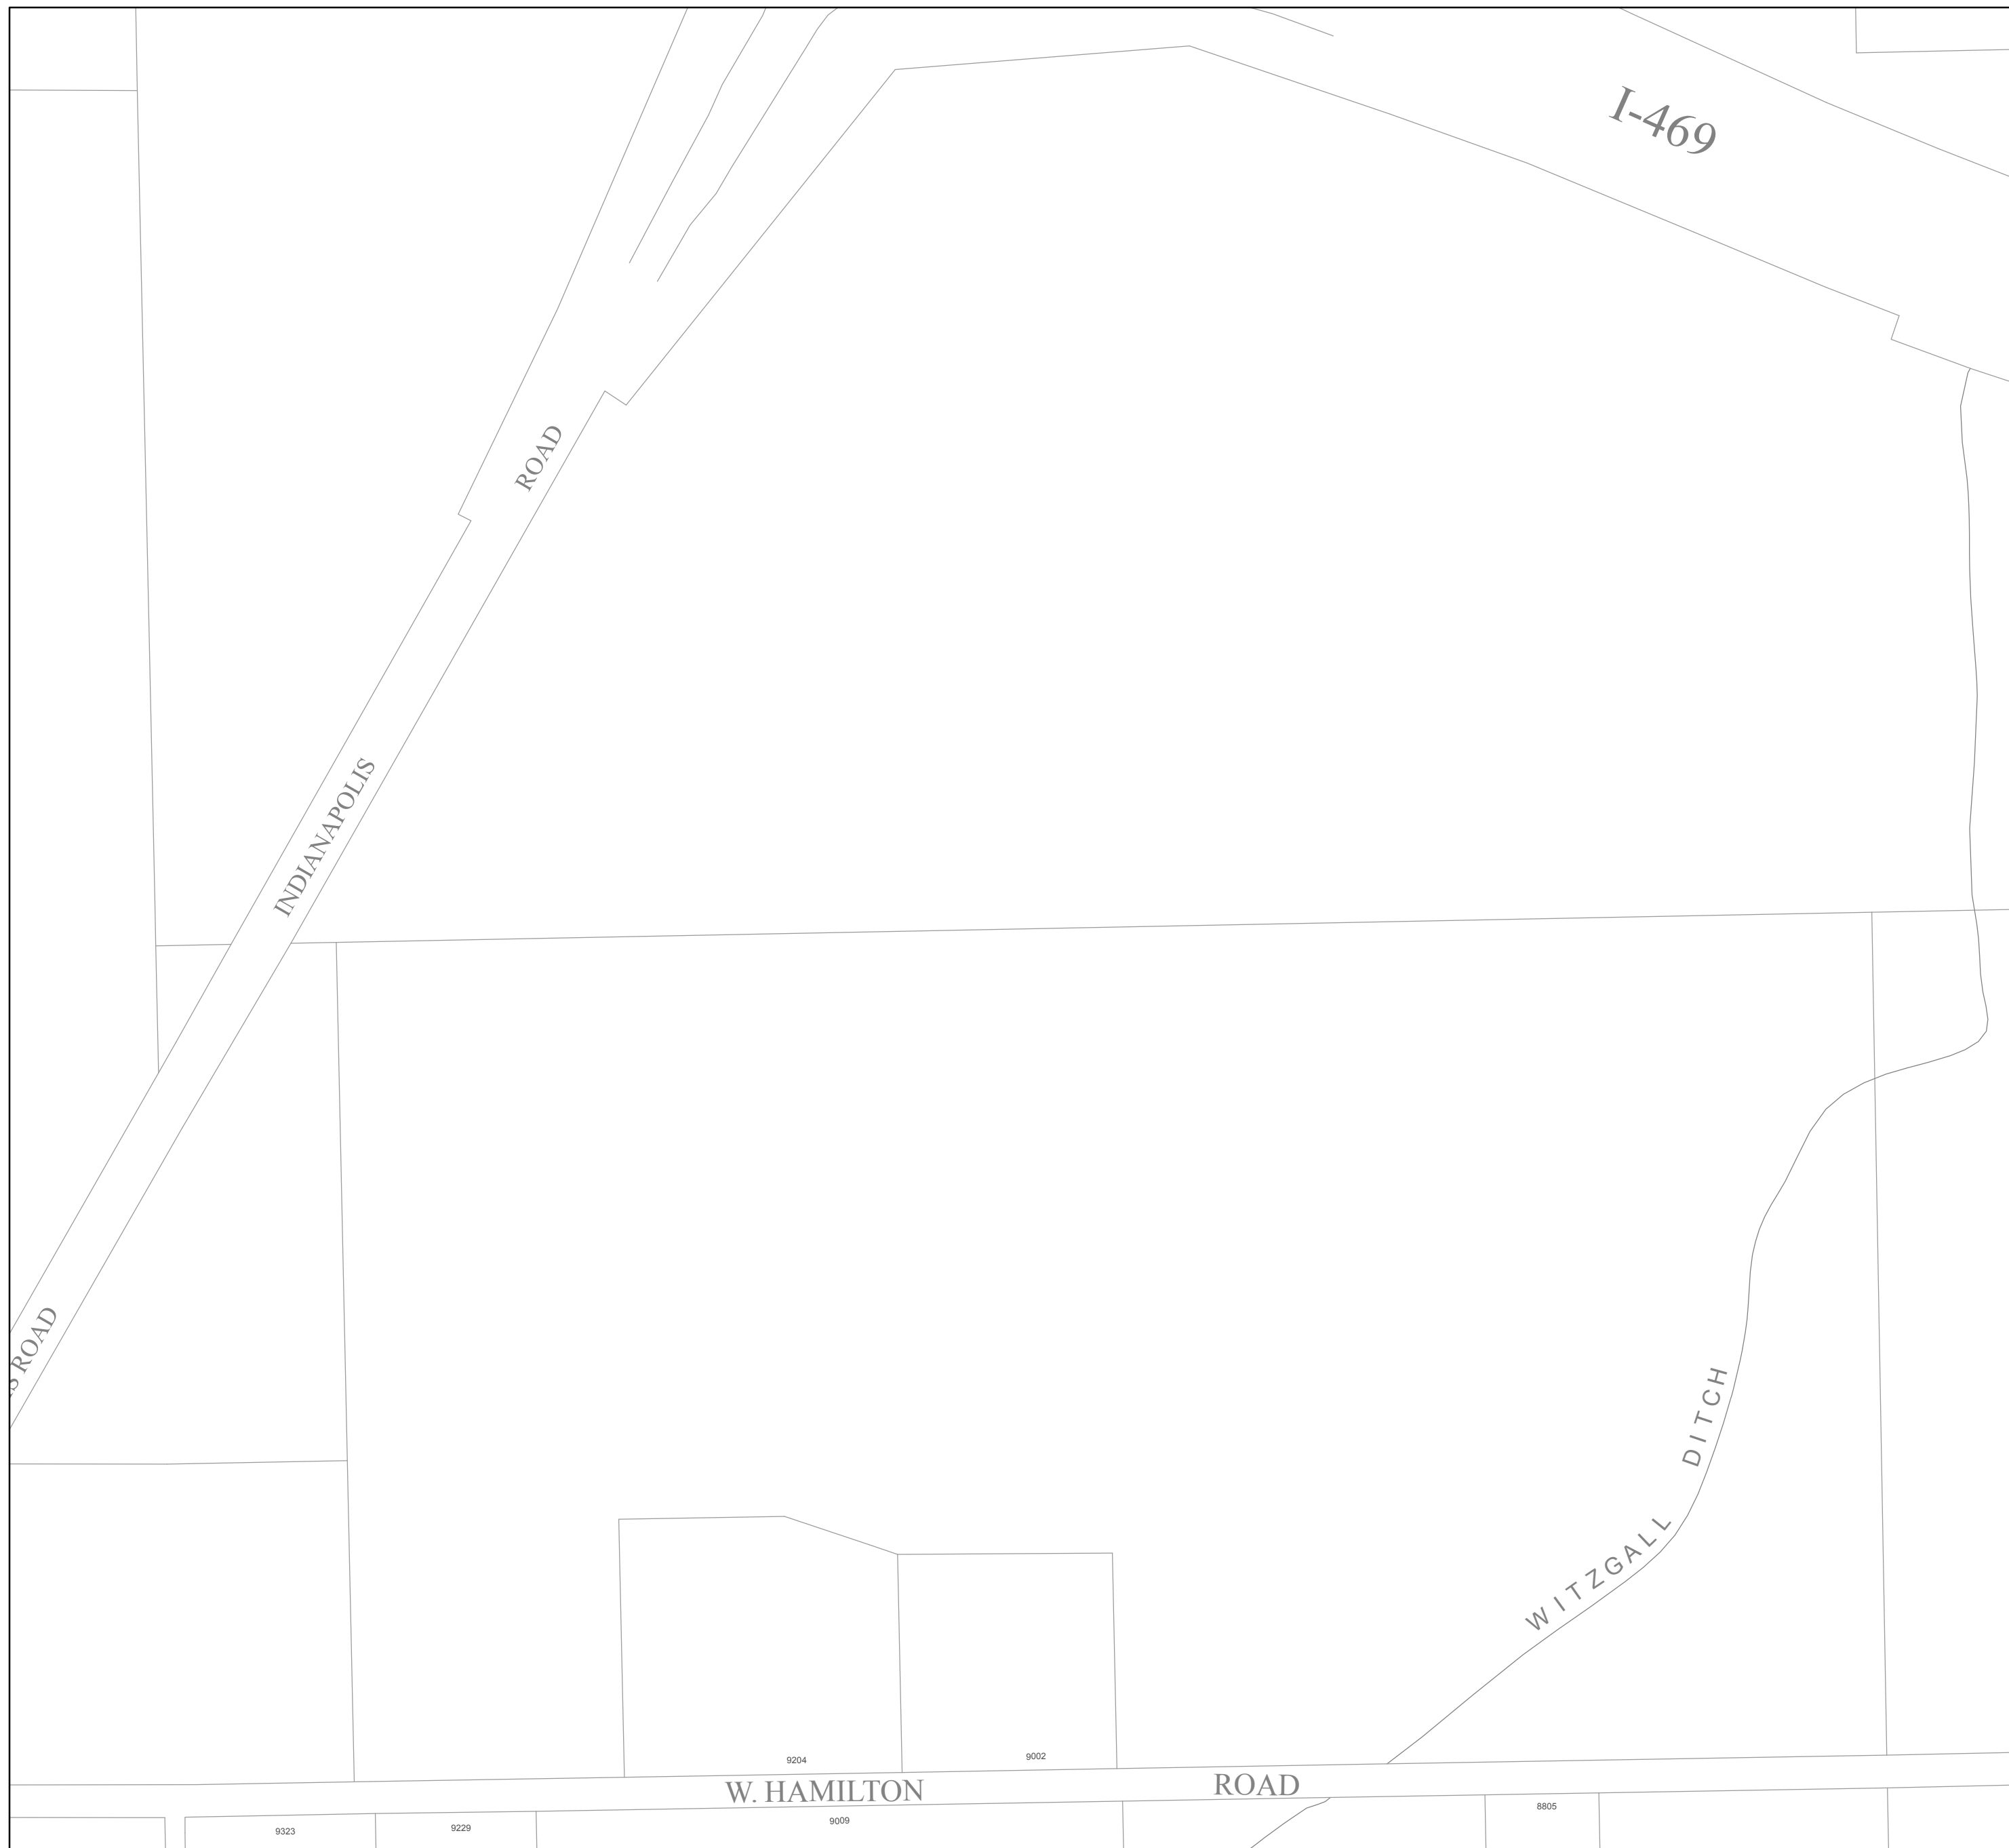 I-469
ROAD
INDIANAPOLIS
S ROAD
DITCH
WITZGALL
9204
9002
W. HAMILTON ROAD
9323
9229
9009
8805